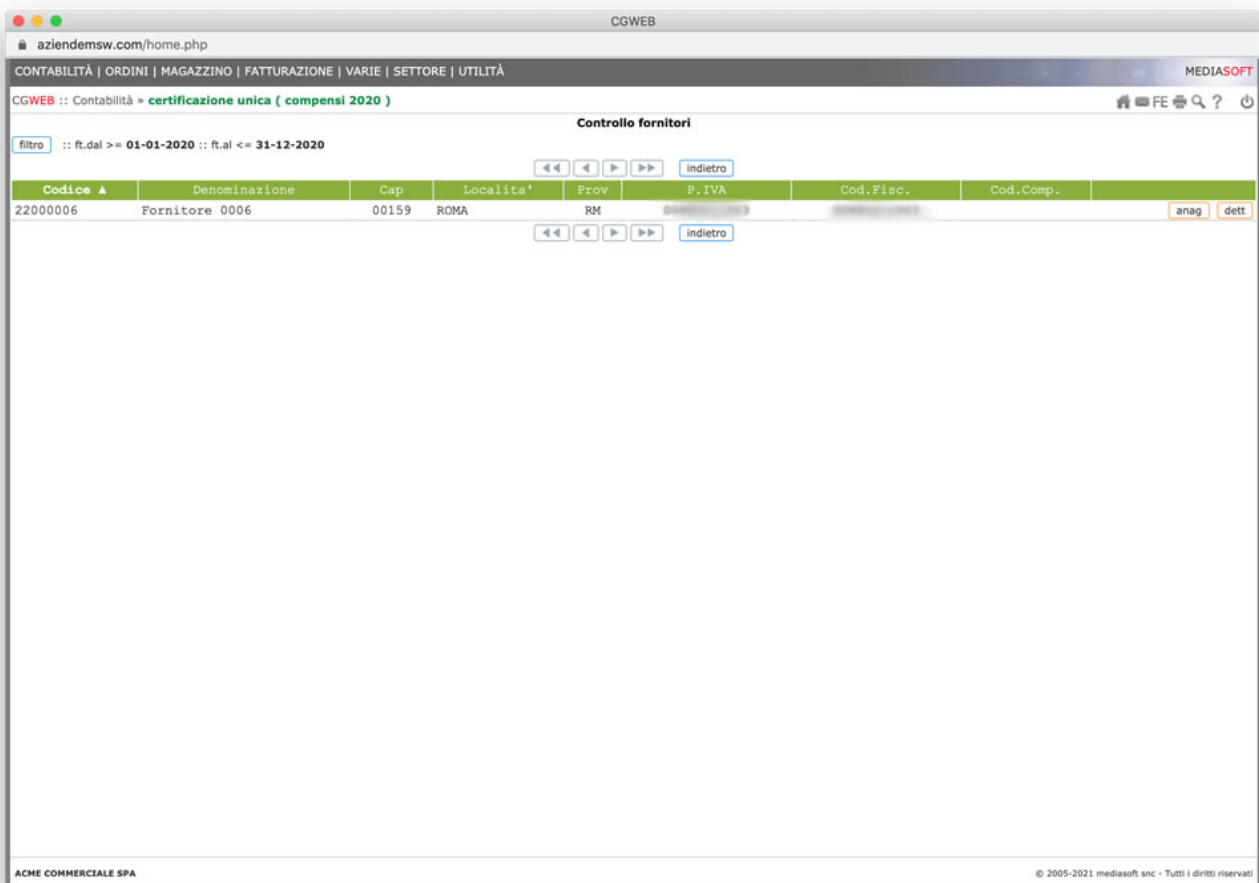 CGWEB
aziendemsw.com/home.php
CONTABILITÀ | ORDINI | MAGAZZINO | FATTURAZIONE | VARIE | SETTORE | UTILITÀ MEDIASOFT
CGWEB :: Contabilità » certificazione unica ( compensi 2020 ) FE ?
Controllo fornitori
filtro :: ft.dal >= 01-01-2020 :: ft.al <= 31-12-2020
indietro
Codice ▲ Denominazione Cap Localita' Prov P.IVA Cod.Fisc. Cod.Comp.
22000006 Fornitore 0006 00159 ROMA RM anag dett
indietro
ACME COMMERCIALE SPA © 2005-2021 mediasoft snc - Tutti i diritti riservati